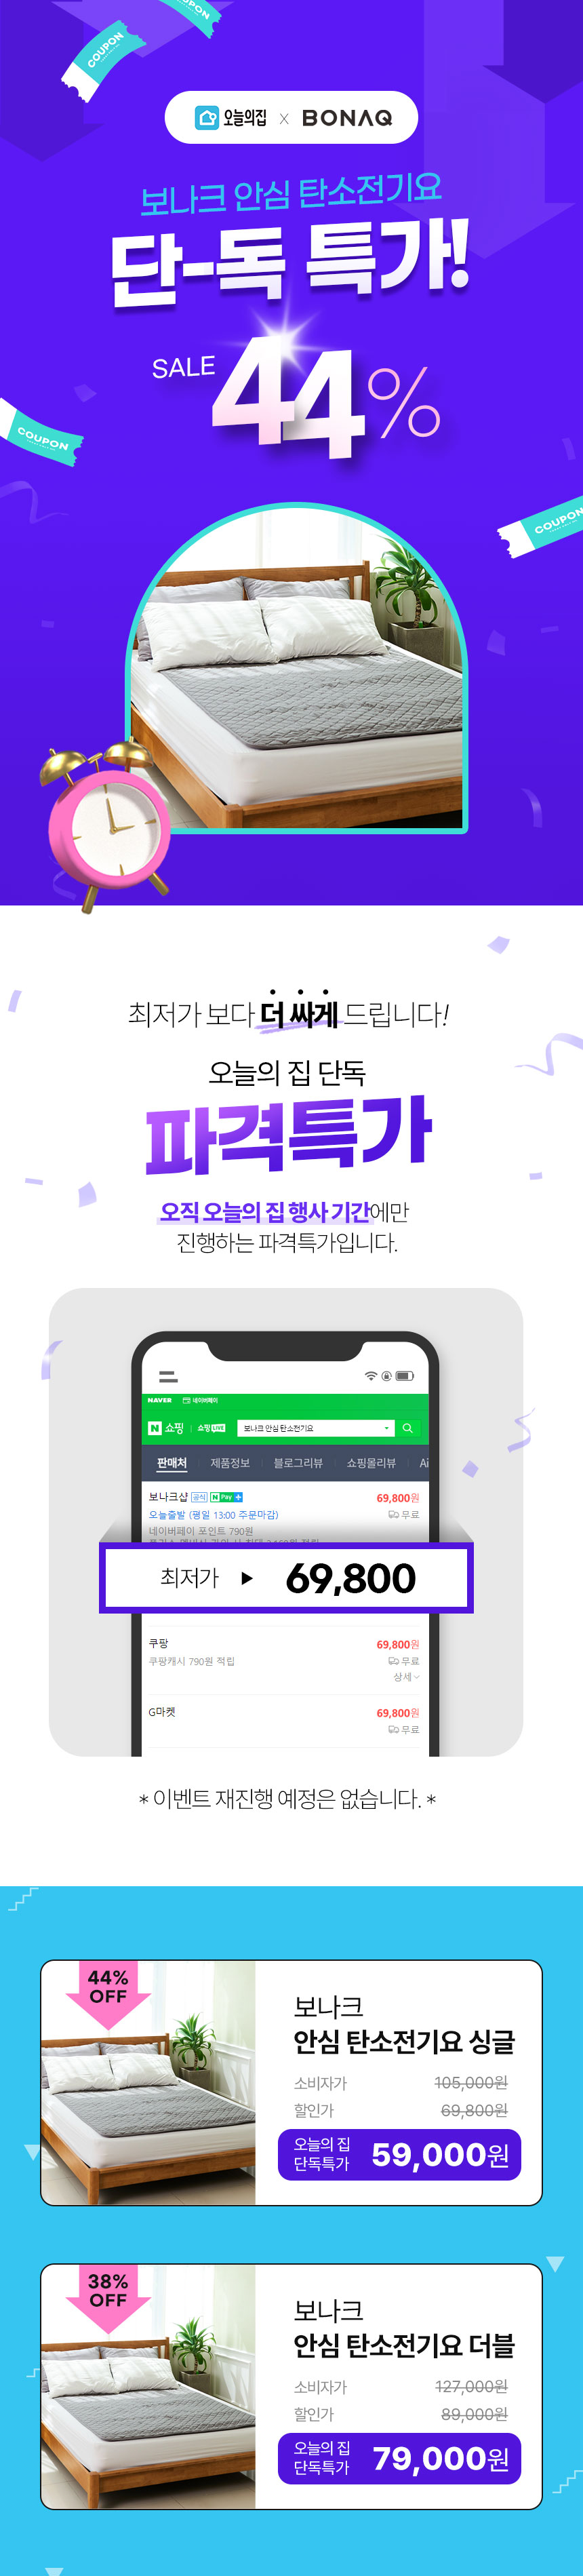 COUPON
COUPON
오늘의집 X BONAQ
보나크 안심 탄소전기요
단-독 특가!
SALE 44%
COUPON
COUPON
최저가 보다 더 싸게 드립니다!
오늘의 집 단독
파격특가
오직 오늘의 집 행사 기간에만
진행하는 파격특가입니다.
NAVER 네이버페이
N 쇼핑 쇼핑LIVE 보나크 안심 탄소전기요
판매처 제품정보 블로그리뷰 쇼핑몰리뷰 Ai
보나크샵 공식 N Pay + 69,800원
오늘출발 (평일 13:00 주문마감) 무료
네이버페이 포인트 790원
최저가 ▶ 69,800
쿠팡 69,800원
쿠팡캐시 790원 적립 무료
상세
G마켓 69,800원
무료
* 이벤트 재진행 예정은 없습니다. *
44%
OFF
보나크
안심 탄소전기요 싱글
소비자가 105,000원
할인가 69,800원
오늘의 집
단독특가 59,000원
38%
OFF
보나크
안심 탄소전기요 더블
소비자가 127,000원
할인가 89,000원
오늘의 집
단독특가 79,000원